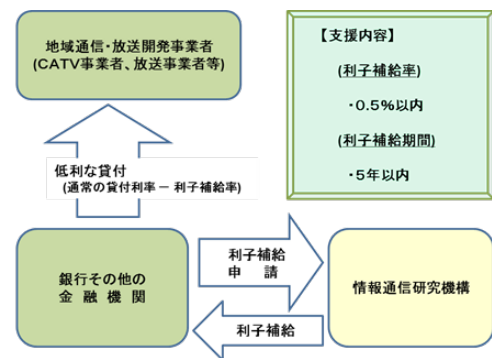 地域通信・放送開発事業者
(CATV事業者、放送事業者等)
【支援内容】
(利子補給率)
・0.5%以内
(利子補給期間)
・5年以内
低利な貸付
(通常の貸付利率 － 利子補給率)
銀行その他の
金 融 機 関
利子補給
申　　請
利子補給
情報通信研究機構